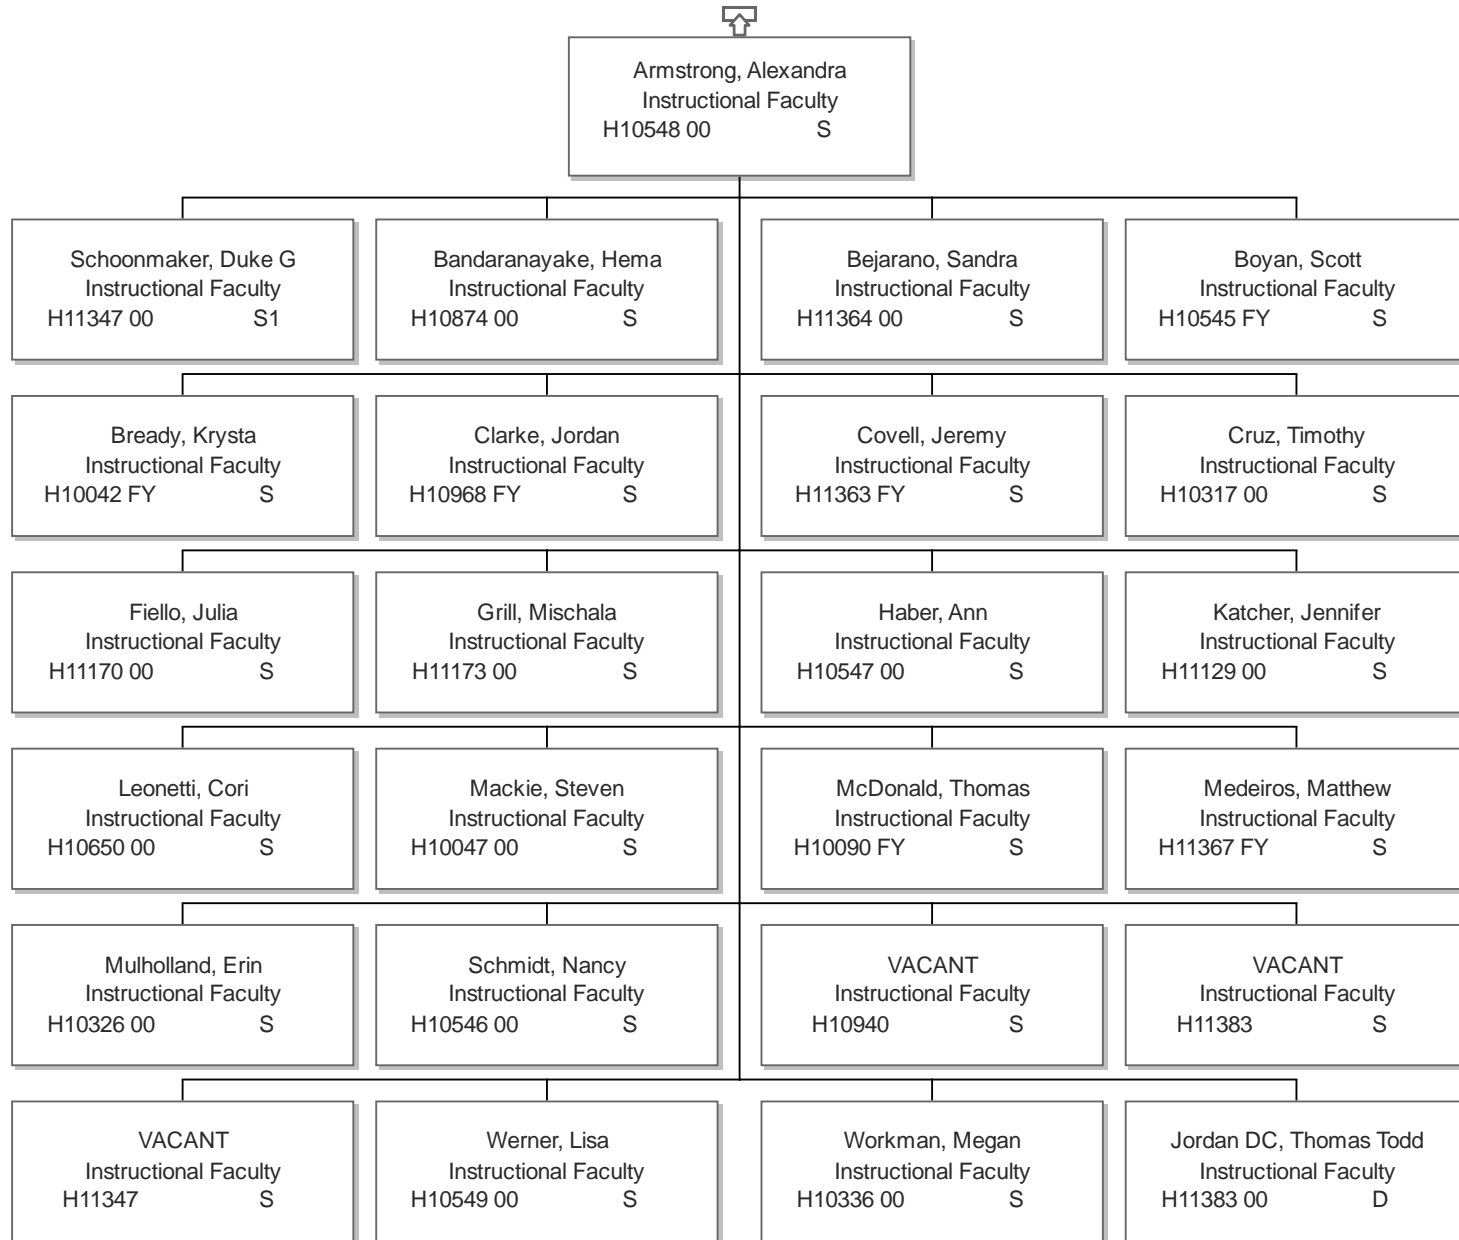 Armstrong, Alexandra
Instructional Faculty
H10548 00 S
Schoonmaker, Duke G
Instructional Faculty
H11347 00 S1
Bandaranayake, Hema
Instructional Faculty
H10874 00 S
Bejarano, Sandra
Instructional Faculty
H11364 00 S
Boyan, Scott
Instructional Faculty
H10545 FY S
Bready, Krysta
Instructional Faculty
H10042 FY S
Clarke, Jordan
Instructional Faculty
H10968 FY S
Covell, Jeremy
Instructional Faculty
H11363 FY S
Cruz, Timothy
Instructional Faculty
H10317 00 S
Fiello, Julia
Instructional Faculty
H11170 00 S
Grill, Mischala
Instructional Faculty
H11173 00 S
Haber, Ann
Instructional Faculty
H10547 00 S
Katcher, Jennifer
Instructional Faculty
H11129 00 S
Leonetti, Cori
Instructional Faculty
H10650 00 S
Mackie, Steven
Instructional Faculty
H10047 00 S
McDonald, Thomas
Instructional Faculty
H10090 FY S
Medeiros, Matthew
Instructional Faculty
H11367 FY S
Mulholland, Erin
Instructional Faculty
H10326 00 S
Schmidt, Nancy
Instructional Faculty
H10546 00 S
VACANT
Instructional Faculty
H10940 S
VACANT
Instructional Faculty
H11383 S
VACANT
Instructional Faculty
H11347 S
Werner, Lisa
Instructional Faculty
H10549 00 S
Workman, Megan
Instructional Faculty
H10336 00 S
Jordan DC, Thomas Todd
Instructional Faculty
H11383 00 D